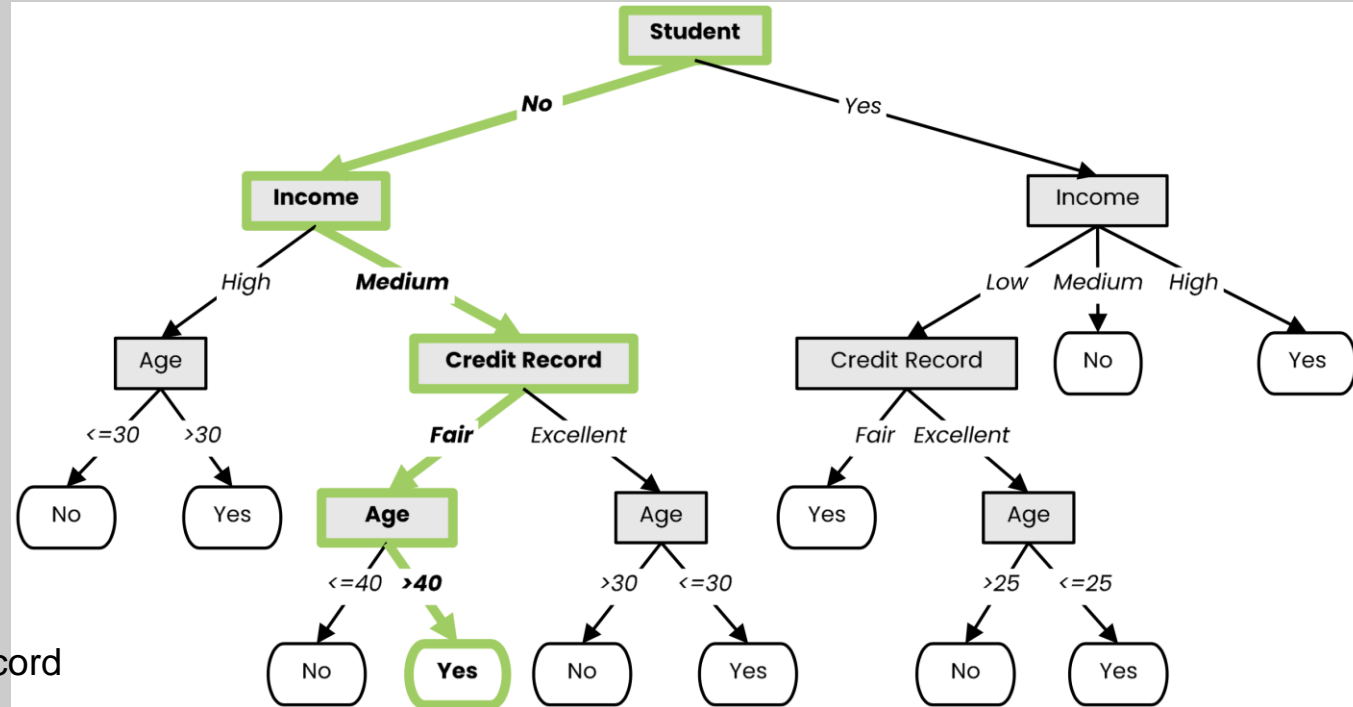 Student
No
Yes
Income
Income
High
Medium
Low
Medium
High
Age
Credit Record
Credit Record
No
Yes
<=30
>30
Fair
Excellent
Fair
Excellent
No
Yes
Age
Age
Yes
Age
<=40
>40
>30
<=30
>25
<=25
No
Yes
No
Yes
No
Yes
cord